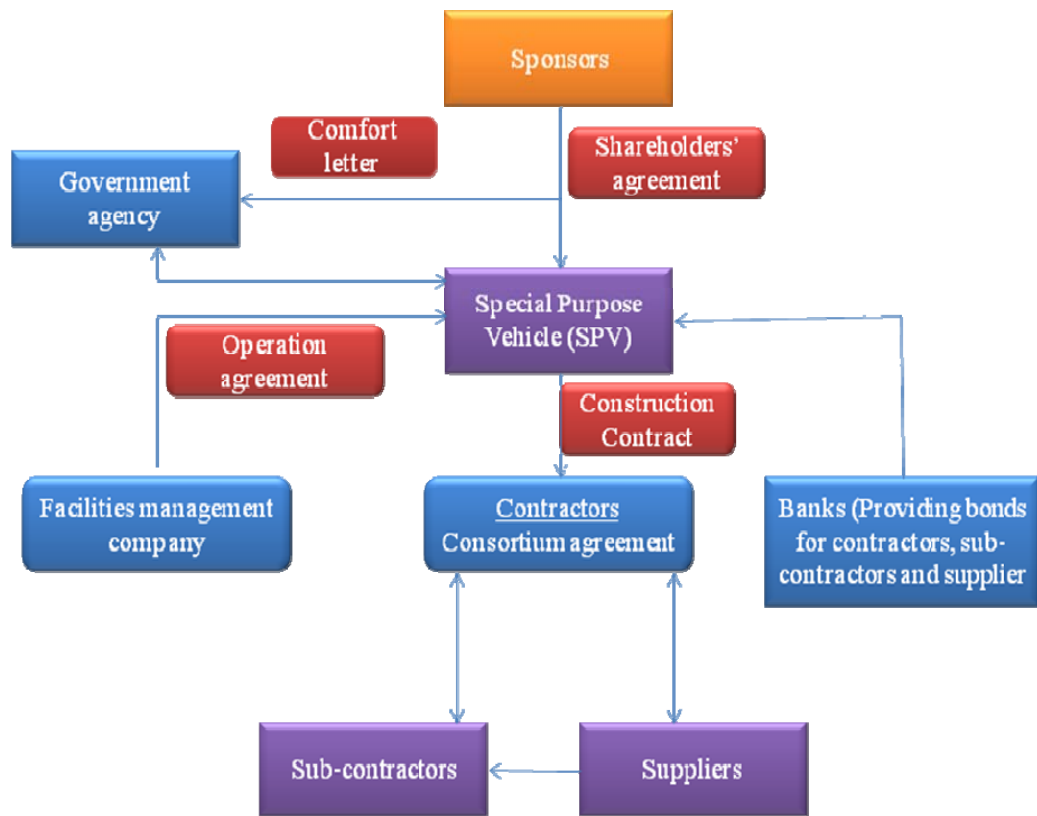 Sponsors
Comfort
letter
Shareholders’
agreement
Government
agency
Special Purpose
Vehicle (SPV)
Operation
agreement
Construction
Contract
Facilities management
company
Contractors
Consortium agreement
Banks (Providing bonds
for contractors, sub-
contractors and supplier
Sub-contractors
Suppliers